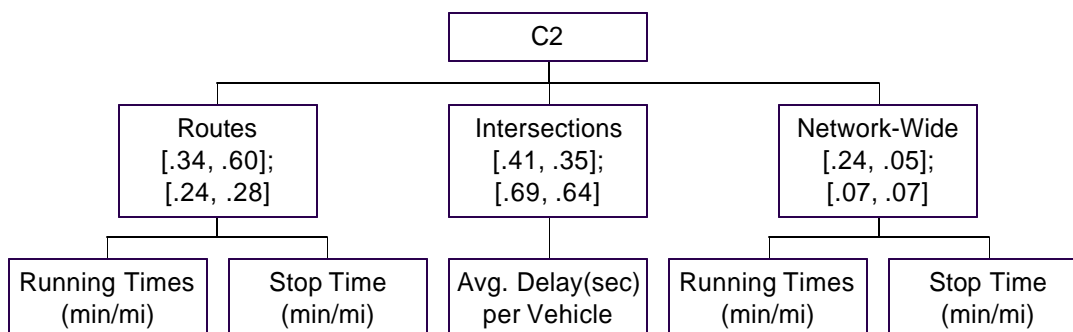 C2
Routes
[.34, .60];
[.24, .28]
Intersections
[.41, .35];
[.69, .64]
Network-Wide
[.24, .05];
[.07, .07]
Running Times
(min/mi)
Stop Time
(min/mi)
Avg. Delay(sec)
per Vehicle
Running Times
(min/mi)
Stop Time
(min/mi)